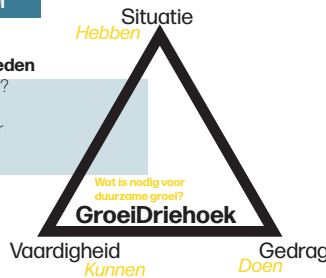 Situatie
Hebben
eden
?
r
Wat is nodig voor
duurzame groei?
GroeiDriehoek
Vaardigheid
Kunnen
Gedrag
Doen